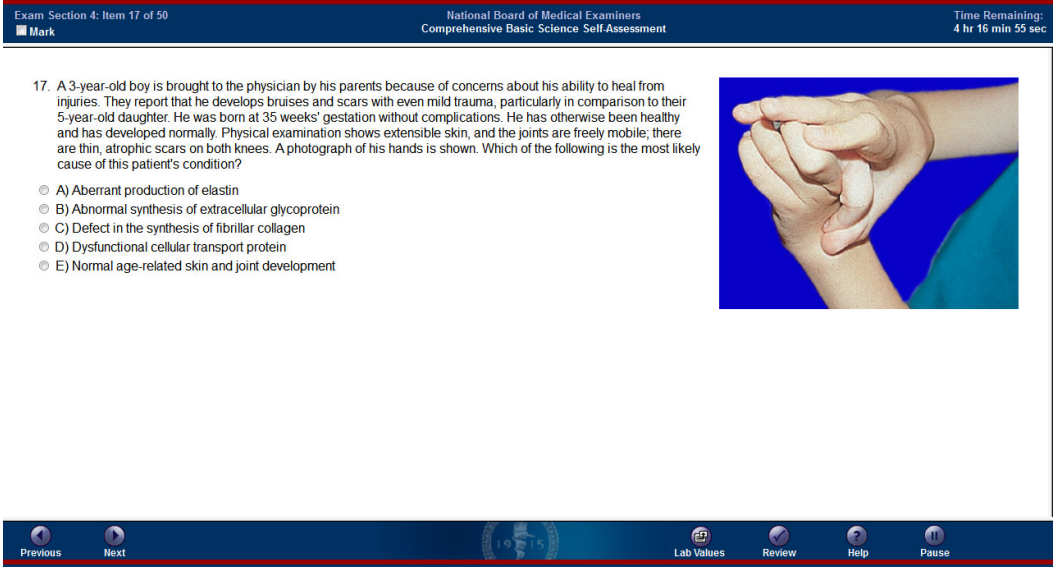 Exam Section 4: Item 17 of 50
Mark
National Board of Medical Examiners
Comprehensive Basic Science Self-Assessment
Time Remaining:
4 hr 16 min 55 sec
17. A 3-year-old boy is brought to the physician by his parents because of concerns about his ability to heal from
injuries. They report that he develops bruises and scars with even mild trauma, particularly in comparison to their
5-year-old daughter. He was born at 35 weeks' gestation without complications. He has otherwise been healthy
and has developed normally. Physical examination shows extensible skin, and the joints are freely mobile; there
are thin, atrophic scars on both knees. A photograph of his hands is shown. Which of the following is the most likely
cause of this patient's condition?
A) Aberrant production of elastin
B) Abnormal synthesis of extracellular glycoprotein
C) Defect in the synthesis of fibrillar collagen
D) Dysfunctional cellular transport protein
E) Normal age-related skin and joint development
Previous
Next
19 15
Lab Values
Review
Help
Pause